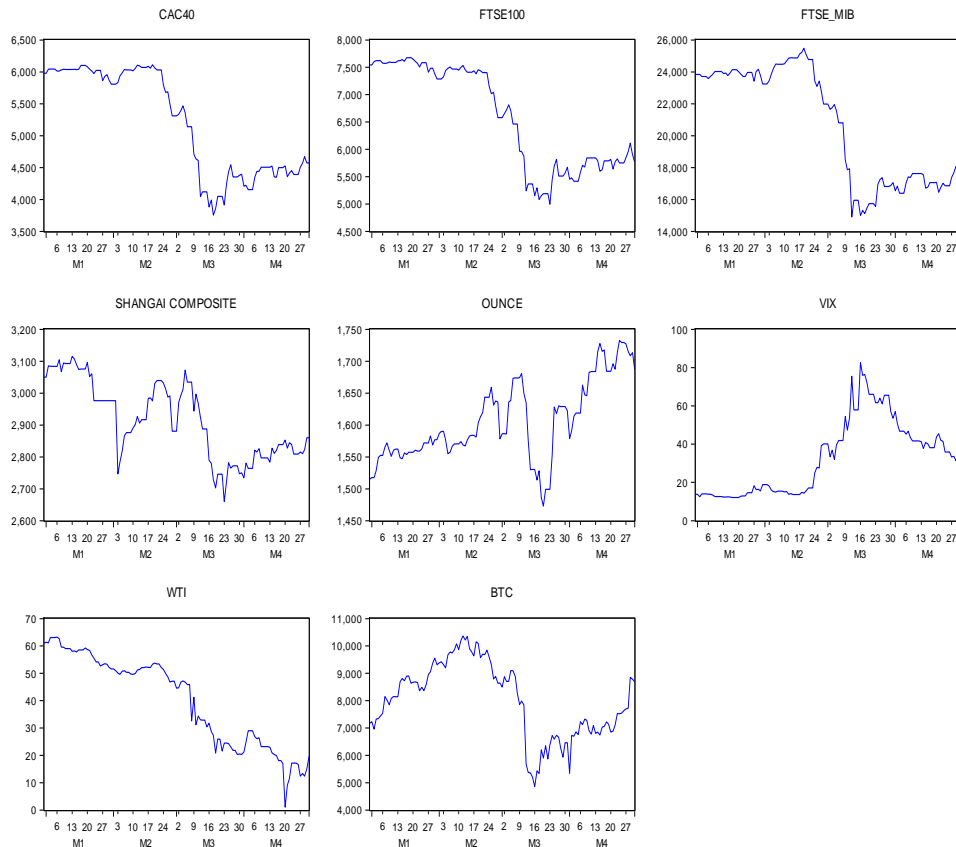 CAC40
6,500
6,000
5,500
5,000
4,500
4,000
3,500
6 13 20 27 3 10 17 24 2 9 16 23 30 6 13 20 27
M1 M2 M3 M4
FTSE100
8,000
7,500
7,000
6,500
6,000
5,500
5,000
4,500
6 13 20 27 3 10 17 24 2 9 16 23 30 6 13 20 27
M1 M2 M3 M4
FTSE_MIB
26,000
24,000
22,000
20,000
18,000
16,000
14,000
6 13 20 27 3 10 17 24 2 9 16 23 30 6 13 20 27
M1 M2 M3 M4
SHANGAI COMPOSITE
3,200
3,100
3,000
2,900
2,800
2,700
2,600
6 13 20 27 3 10 17 24 2 9 16 23 30 6 13 20 27
M1 M2 M3 M4
OUNCE
1,750
1,700
1,650
1,600
1,550
1,500
1,450
6 13 20 27 3 10 17 24 2 9 16 23 30 6 13 20 27
M1 M2 M3 M4
VIX
100
80
60
40
20
0
6 13 20 27 3 10 17 24 2 9 16 23 30 6 13 20 27
M1 M2 M3 M4
WTI
70
60
50
40
30
20
10
0
6 13 20 27 3 10 17 24 2 9 16 23 30 6 13 20 27
M1 M2 M3 M4
BTC
11,000
10,000
9,000
8,000
7,000
6,000
5,000
4,000
6 13 20 27 3 10 17 24 2 9 16 23 30 6 13 20 27
M1 M2 M3 M4